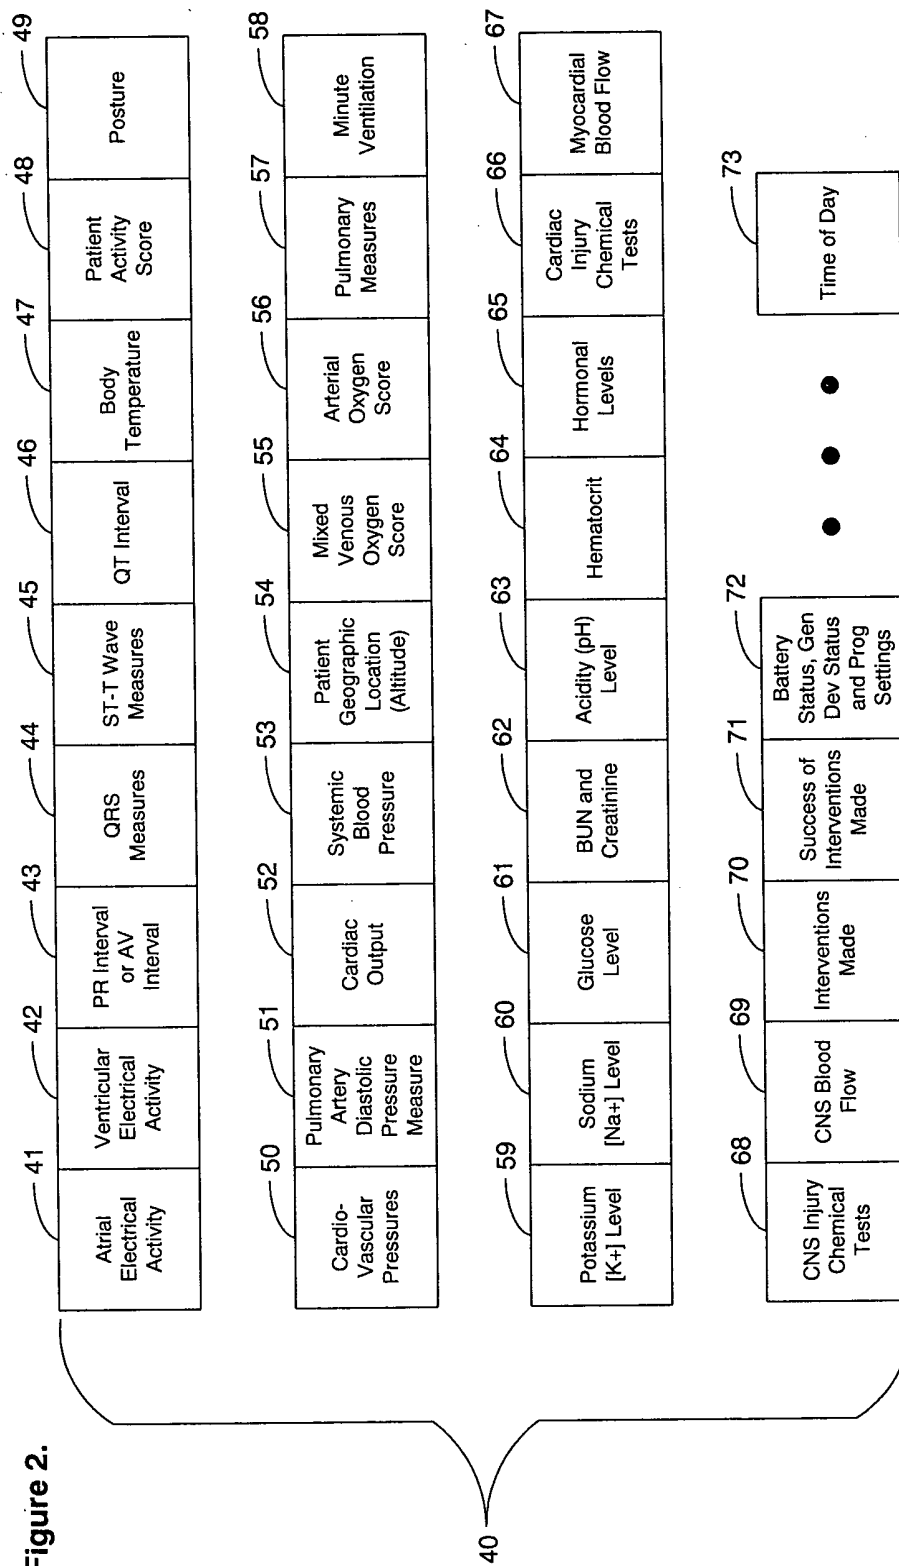 Figure 2.
40
41
42
43
44
45
46
47
48
49
Atrial
Electrical
Activity
Ventricular
Electrical
Activity
PR Interval
or AV
Interval
QRS
Measures
ST-T Wave
Measures
QT Interval
Body
Temperature
Patient
Activity
Score
Posture
50
51
52
53
54
55
56
57
58
Cardio-
Vascular
Pressures
Pulmonary
Artery
Diastolic
Pressure
Measure
Cardiac
Output
Systemic
Blood
Pressure
Patient
Geographic
Location
(Altitude)
Mixed
Venous
Oxygen
Score
Arterial
Oxygen
Score
Pulmonary
Measures
Minute
Ventilation
59
60
61
62
63
64
65
66
67
Potassium
[K+] Level
Sodium
[Na+] Level
Glucose
Level
BUN and
Creatinine
Acidity (pH)
Level
Hematocrit
Hormonal
Levels
Cardiac
Injury
Chemical
Tests
Myocardial
Blood Flow
68
69
70
71
72
73
CNS Injury
Chemical
Tests
CNS Blood
Flow
Interventions
Made
Success of
Interventions
Made
Battery
Status, Gen
Dev Status
and Prog
Settings
Time of Day